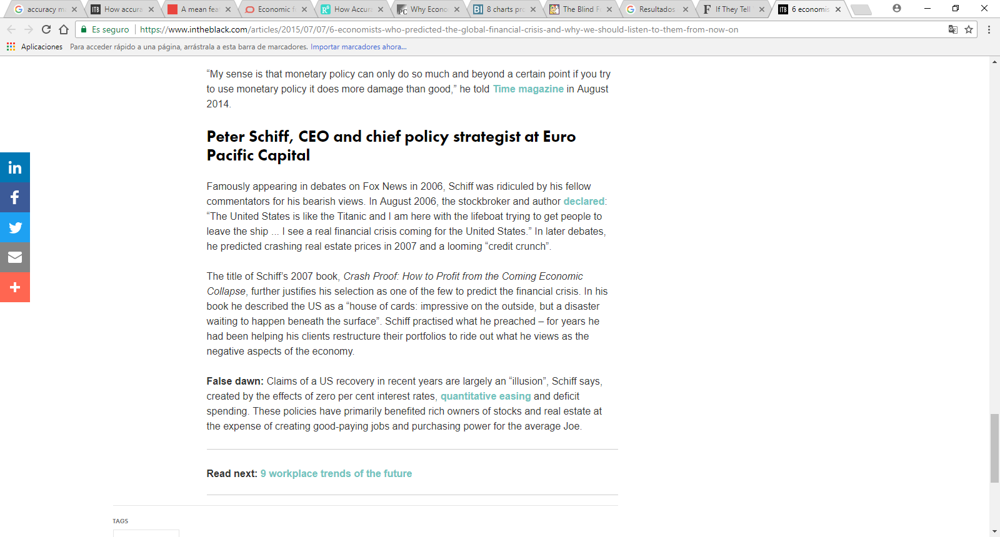 accuracy m
ITB How accura
A mean fea
Economic f
How Accura
Why Econo
BI 8 charts pro
The Blind F
Resultados
F If They Tell
ITB 6 economis
Es seguro | https://www.intheblack.com/articles/2015/07/07/6-economists-who-predicted-the-global-financial-crisis-and-why-we-should-listen-to-them-from-now-on
Aplicaciones Para acceder rápido a una página, arrástrala a esta barra de marcadores. Importar marcadores ahora...
“My sense is that monetary policy can only do so much and beyond a certain point if you try
to use monetary policy it does more damage than good,” he told Time magazine in August
2014.
Peter Schiff, CEO and chief policy strategist at Euro
Pacific Capital
in
f
Famously appearing in debates on Fox News in 2006, Schiff was ridiculed by his fellow
commentators for his bearish views. In August 2006, the stockbroker and author declared:
“The United States is like the Titanic and I am here with the lifeboat trying to get people to
leave the ship ... I see a real financial crisis coming for the United States.” In later debates,
he predicted crashing real estate prices in 2007 and a looming “credit crunch”.
The title of Schiff’s 2007 book, Crash Proof: How to Profit from the Coming Economic
Collapse, further justifies his selection as one of the few to predict the financial crisis. In his
book he described the US as a “house of cards: impressive on the outside, but a disaster
waiting to happen beneath the surface”. Schiff practised what he preached – for years he
had been helping his clients restructure their portfolios to ride out what he views as the
negative aspects of the economy.
False dawn: Claims of a US recovery in recent years are largely an “illusion”, Schiff says,
created by the effects of zero per cent interest rates, quantitative easing and deficit
spending. These policies have primarily benefited rich owners of stocks and real estate at
the expense of creating good-paying jobs and purchasing power for the average Joe.
Read next: 9 workplace trends of the future
TAGS